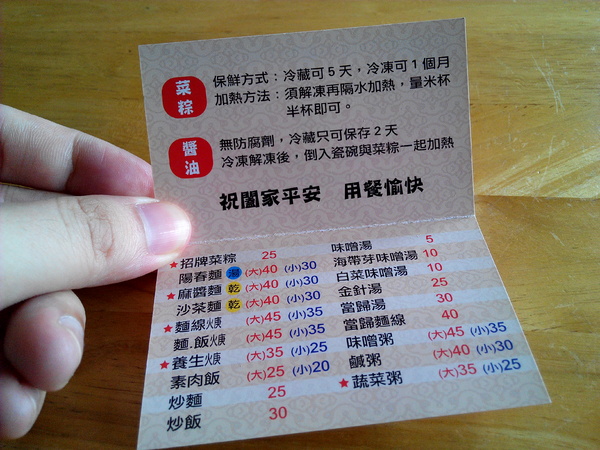 菜粽
保鮮方式：冷藏可5天，冷凍可1個月
加熱方法：須解凍再隔水加熱，量米杯
半杯即可。
醬油
無防腐劑，冷藏只可保存2天
冷凍解凍後，倒入瓷碗與菜粽一起加熱
祝闔家平安 用餐愉快
★招牌菜粽 25
陽春麵 湯 (大)40 (小)30
★麻醬麵 乾 (大)40 (小)30
沙茶麵 乾 (大)40 (小)30
★麵線火庚 (大)45 (小)35
麵.飯火庚 (大)45 (小)35
★養生火庚 (大)35 (小)25
素肉飯 (大)25 (小)20
炒麵 25
炒飯 30
味噌湯 5
海帶芽味噌湯 10
白菜味噌湯 10
金針湯 25
當歸湯 30
當歸麵線 40
味噌粥 (大)45 (小)35
鹹粥 (大)40 (小)30
★蔬菜粥 (大)35 (小)25